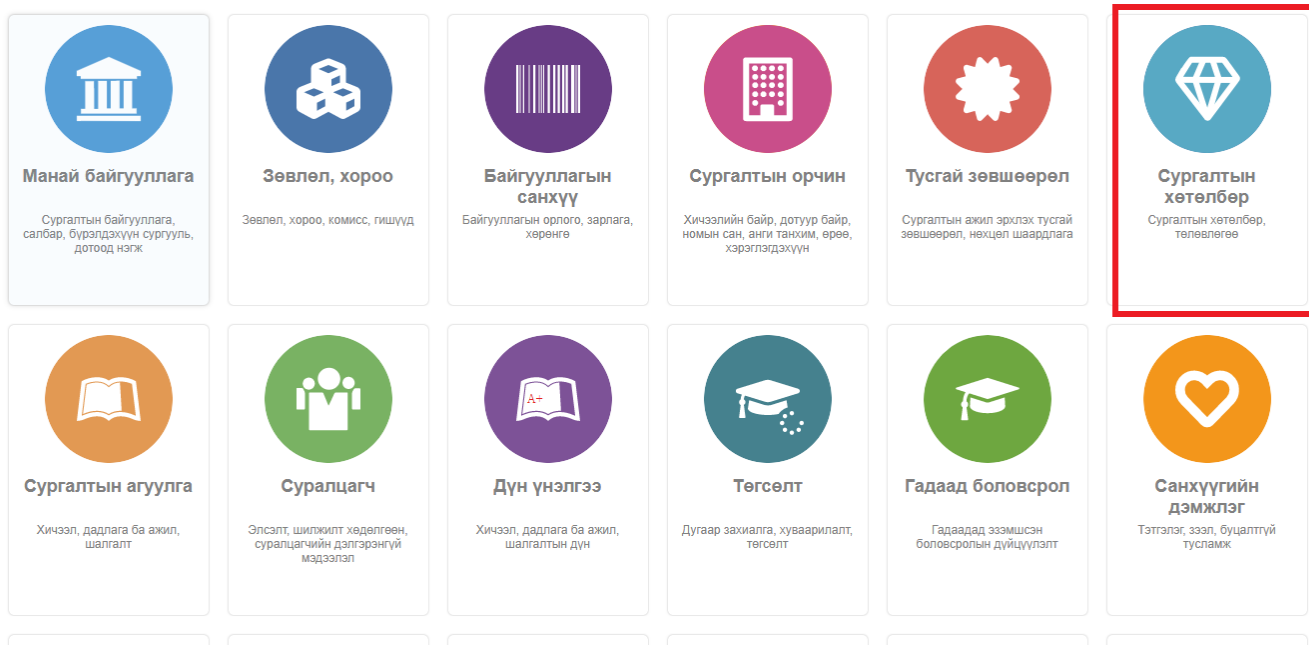 Манай байгууллага
Сургалтын байгууллага,
салбар, бүрэлдэхүүн сургууль,
дотоод нэгж
Зөвлөл, хороо
Зөвлөл, хороо, комисс, гишүүд
Байгууллагын
санхүү
Байгууллагын орлого, зарлага,
хөрөнгө
Сургалтын орчин
Хичээлийн байр, дотуур байр,
номын сан, анги танхим, өрөө,
хэрэглэгдэхүүн
Тусгай зөвшөөрөл
Сургалтын ажил эрхлэх тусгай
зөвшөөрөл, нөхцөл шаардлага
Сургалтын
хөтөлбөр
Сургалтын хөтөлбөр,
төлөвлөгөө
Сургалтын агуулга
Хичээл, дадлага ба ажил,
шалгалт
Суралцагч
Элсэлт, шилжилт хөдөлгөөн,
суралцагчийн дэлгэрэнгүй
мэдээлэл
A+
Дүн үнэлгээ
Хичээл, дадлага ба ажил,
шалгалтын дүн
Төгсөлт
Дугаар захиалга, хуваарилалт,
төгсөлт
Гадаад боловсрол
Гадаадад эзэмшсэн
боловсролын дүйцүүлэлт
Санхүүгийн
дэмжлэг
Тэтгэлэг, зээл, буцалтгүй
тусламж